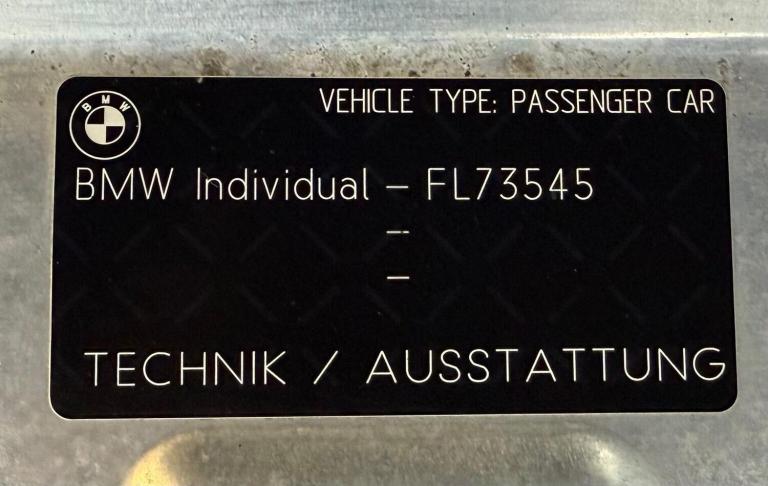 VEHICLE TYPE: PASSENGER CAR
BMW
BMW Individual – FL73545
--
–
TECHNIK / AUSSTATTUNG